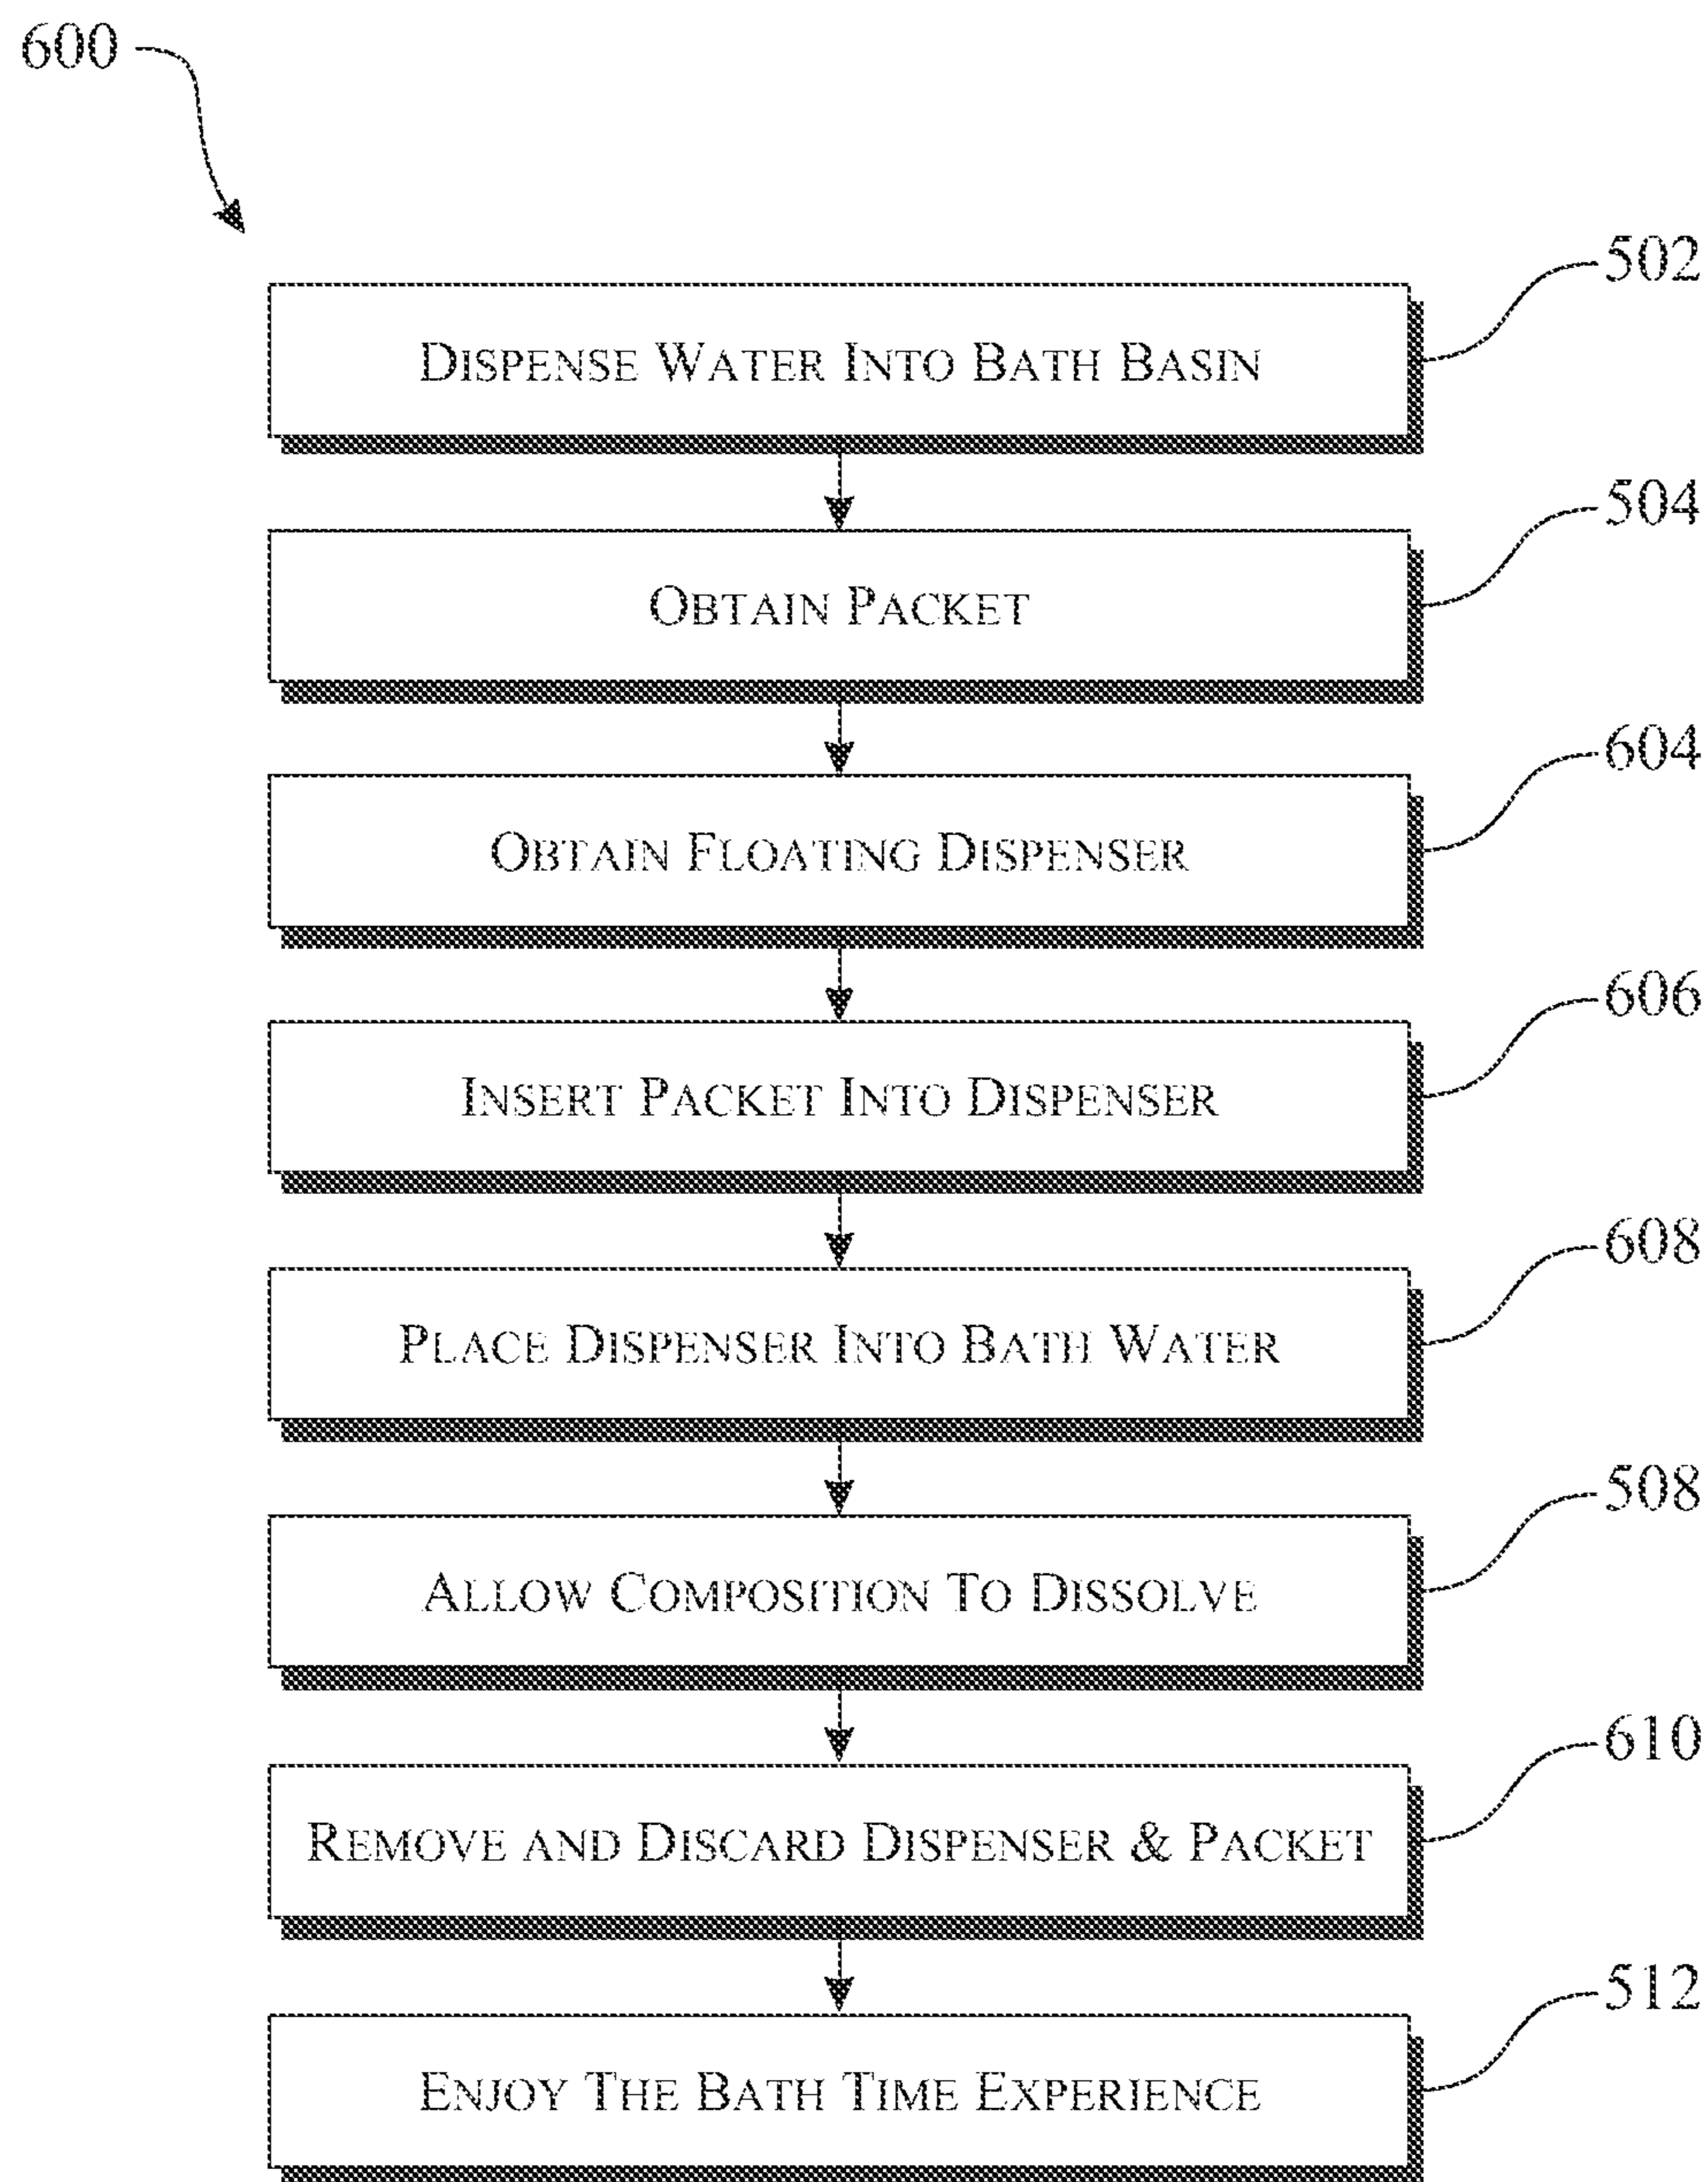 600
502
DISPENSE WATER INTO BATH BASIN
504
OBTAIN PACKET
604
OBTAIN FLOATING DISPENSER
606
INSERT PACKET INTO DISPENSER
608
PLACE DISPENSER INTO BATH WATER
508
ALLOW COMPOSITION TO DISSOLVE
610
REMOVE AND DISCARD DISPENSER & PACKET
512
ENJOY THE BATH TIME EXPERIENCE